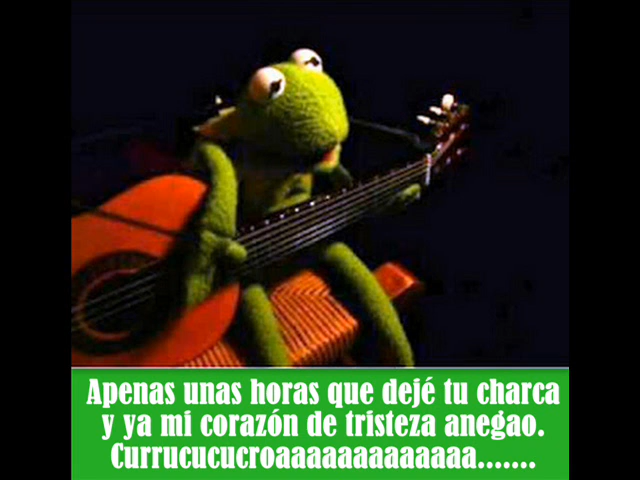 Apenas unas horas que dejé tu charca
y ya mi corazón de tristeza anegao.
Currucucucroaaaaaaaaaaaaa.......